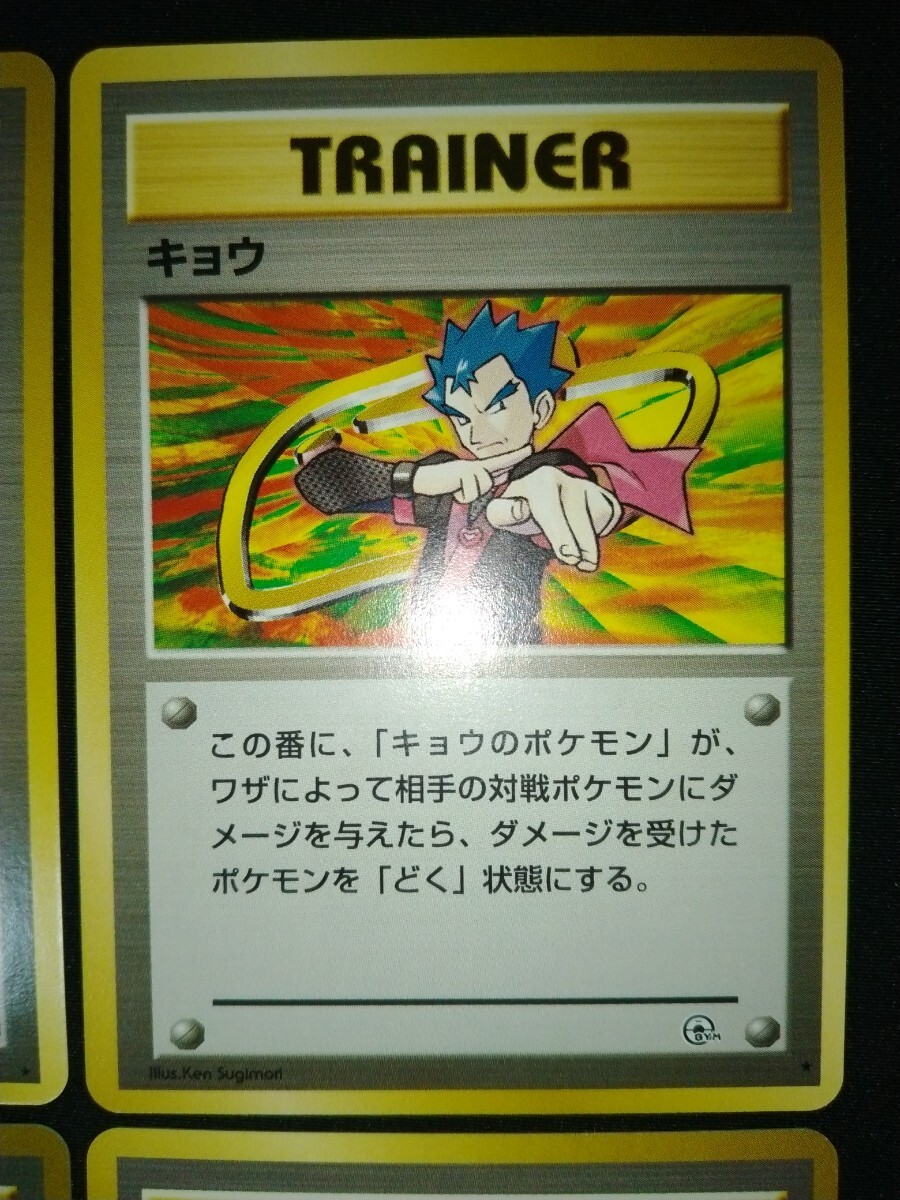 TRAINER
キョウ
この番に、「キョウのポケモン」が、
ワザによって相手の対戦ポケモンにダ
メージを与えたら、ダメージを受けた
ポケモンを「どく」状態にする。
GYM
Illus.Ken Sugimori